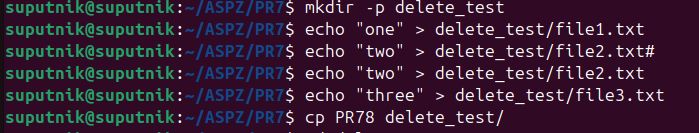 suputnik@suputnik:~/ASPZ/PR7$ mkdir -p delete_test
suputnik@suputnik:~/ASPZ/PR7$ echo "one" > delete_test/file1.txt
suputnik@suputnik:~/ASPZ/PR7$ echo "two" > delete_test/file2.txt#
suputnik@suputnik:~/ASPZ/PR7$ echo "two" > delete_test/file2.txt
suputnik@suputnik:~/ASPZ/PR7$ echo "three" > delete_test/file3.txt
suputnik@suputnik:~/ASPZ/PR7$ cp PR78 delete_test/